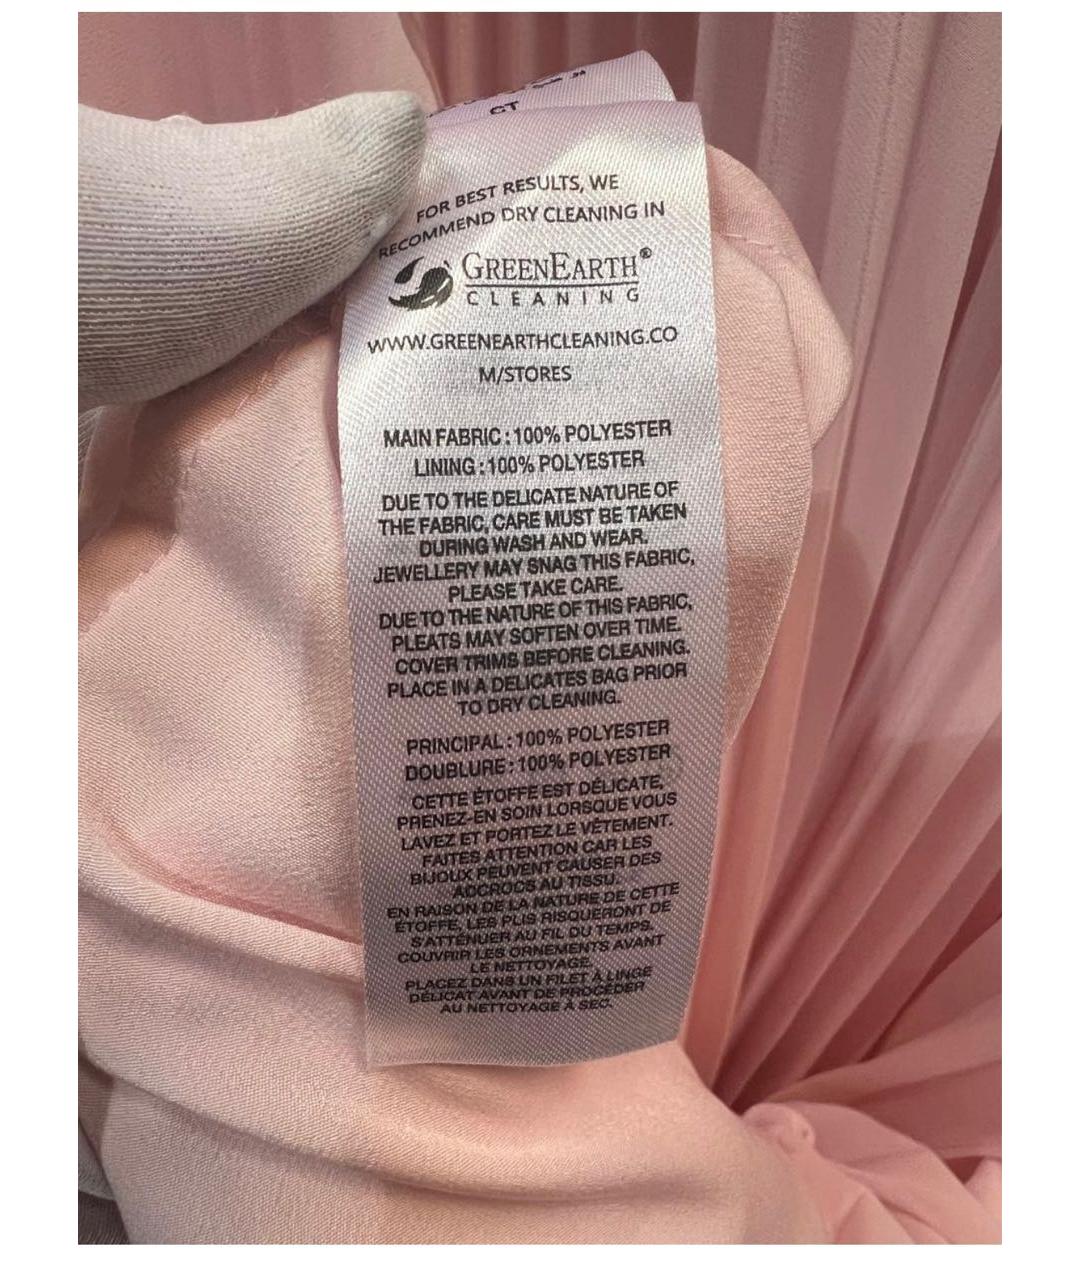 CT
FOR BEST RESULTS, WE
RECOMMEND DRY CLEANING IN
GREENEARTH®
CLEANING
WWW.GREENEARTHCLEANING.CO
M/STORES
MAIN FABRIC : 100% POLYESTER
LINING : 100% POLYESTER
DUE TO THE DELICATE NATURE OF
THE FABRIC, CARE MUST BE TAKEN
DURING WASH AND WEAR.
JEWELLERY MAY SNAG THIS FABRIC,
PLEASE TAKE CARE.
DUE TO THE NATURE OF THIS FABRIC,
PLEATS MAY SOFTEN OVER TIME.
COVER TRIMS BEFORE CLEANING.
PLACE IN A DELICATES BAG PRIOR
TO DRY CLEANING.
PRINCIPAL : 100% POLYESTER
DOUBLURE : 100% POLYESTER
CETTE ÉTOFFE EST DÉLICATE,
PRENEZ-EN SOIN LORSQUE VOUS
LAVEZ ET PORTEZ LE VÊTEMENT.
FAITES ATTENTION CAR LES
BIJOUX PEUVENT CAUSER DES
ACCROCS AU TISSU.
EN RAISON DE LA NATURE DE CETTE
ÉTOFFE, LES PLIS RISQUERONT DE
S'ATTÉNUER AU FIL DU TEMPS.
COUVRIR LES ORNEMENTS AVANT
LE NETTOYAGE.
PLACEZ DANS UN FILET À LINGE
DÉLICAT AVANT DE PROCÉDER
AU NETTOYAGE À SEC.